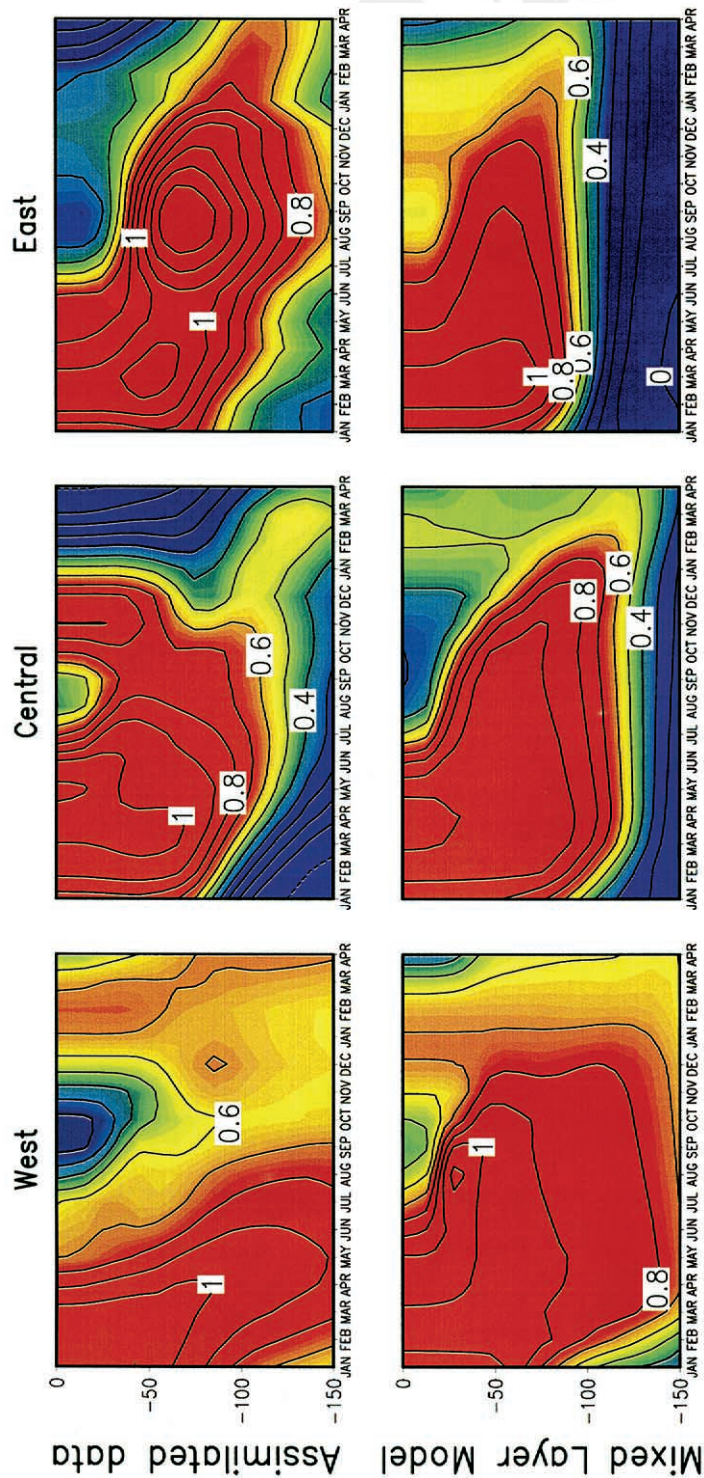 West
Central
East
Assimilated data
0
-50
-100
-150
1
0.6
1
0.8
0.6
0.4
1
1
0.8
JAN FEB MAR APR MAY JUN JUL AUG SEP OCT NOV DEC JAN FEB MAR APR
JAN FEB MAR APR MAY JUN JUL AUG SEP OCT NOV DEC JAN FEB MAR APR
JAN FEB MAR APR MAY JUN JUL AUG SEP OCT NOV DEC JAN FEB MAR APR
Mixed Layer Model
0
-50
-100
-150
1
0.8
0.8
0.6
0.4
1
0.8
0.6
0.6
0.4
0
JAN FEB MAR APR MAY JUN JUL AUG SEP OCT NOV DEC JAN FEB MAR APR
JAN FEB MAR APR MAY JUN JUL AUG SEP OCT NOV DEC JAN FEB MAR APR
JAN FEB MAR APR MAY JUN JUL AUG SEP OCT NOV DEC JAN FEB MAR APR